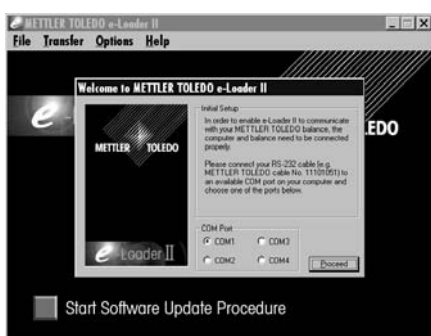 METTLER TOLEDO e-Loader II
File Transfer Options Help
Welcome to METTLER TOLEDO e-Loader II
e
EDO
METTLER TOLEDO
e-Loader II
Initial Setup
In order to enable e-Loader II to communicate
with your METTLER TOLEDO balance, the
computer and balance need to be connected
properly.
Please connect your RS-232 cable (e.g.
METTLER TOLEDO cable No. 11101051) to
an available COM port on your computer and
choose one of the ports below.
COM Port
COM1 COM3
COM2 COM4
Proceed
Start Software Update Procedure